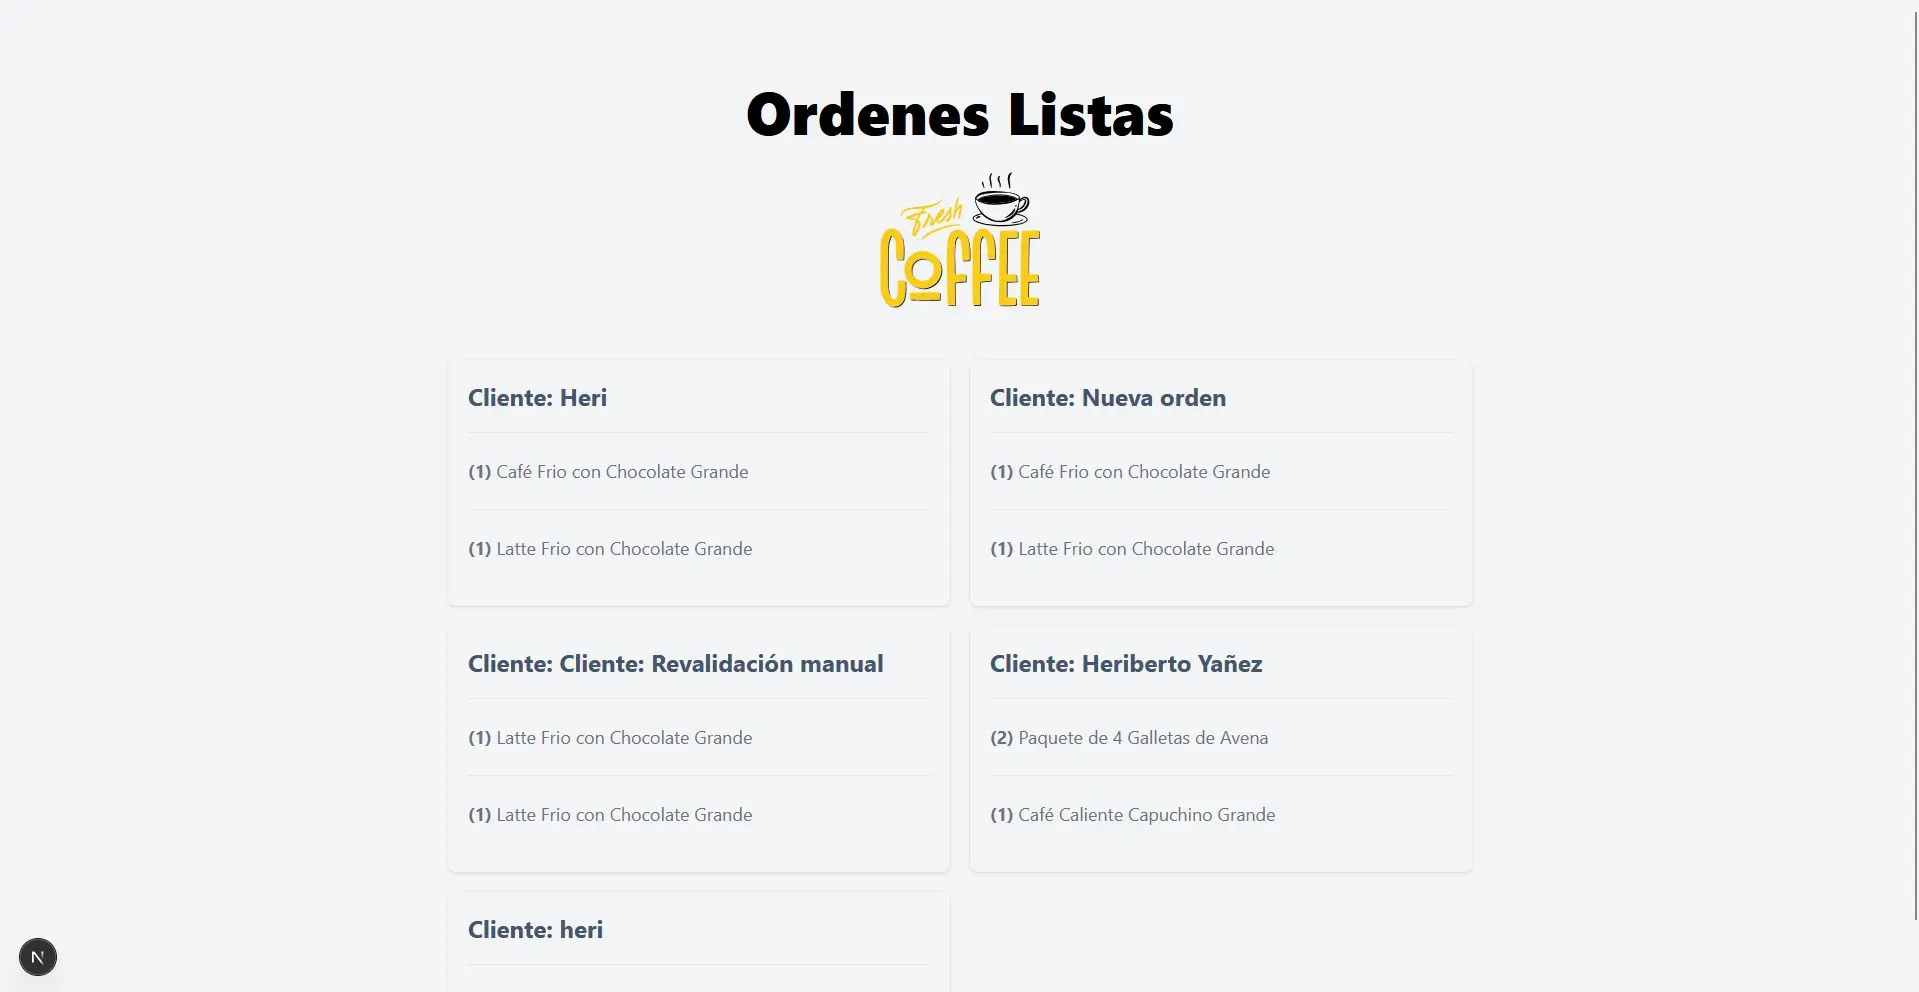 Ordenes Listas
Fresh
COFFEE
Cliente: Heri
(1) Café Frio con Chocolate Grande
(1) Latte Frio con Chocolate Grande
Cliente: Nueva orden
(1) Café Frio con Chocolate Grande
(1) Latte Frio con Chocolate Grande
Cliente: Cliente: Revalidación manual
(1) Latte Frio con Chocolate Grande
(1) Latte Frio con Chocolate Grande
Cliente: Heriberto Yañez
(2) Paquete de 4 Galletas de Avena
(1) Café Caliente Capuchino Grande
Cliente: heri
N